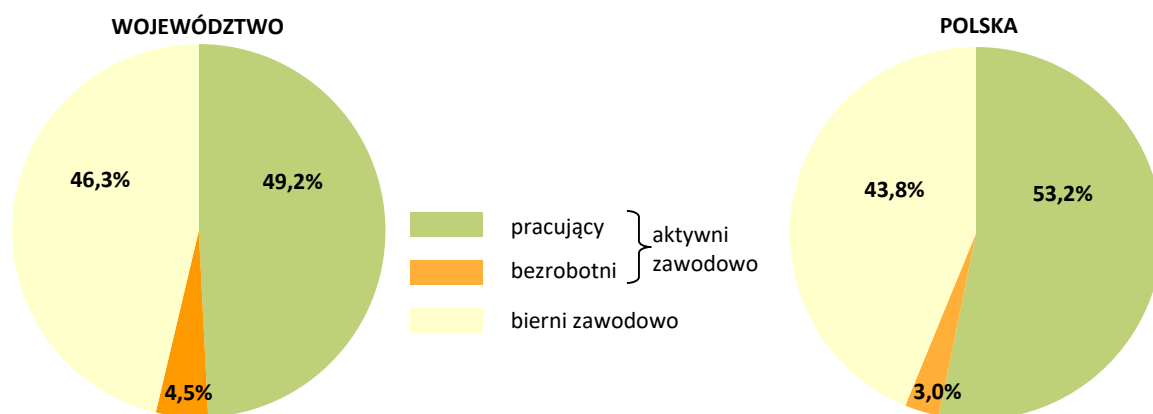 WOJEWÓDZTWO
46,3%
49,2%
4,5%
pracujący
bezrobotni
aktywni
zawodowo
bierni zawodowo
POLSKA
43,8%
53,2%
3,0%